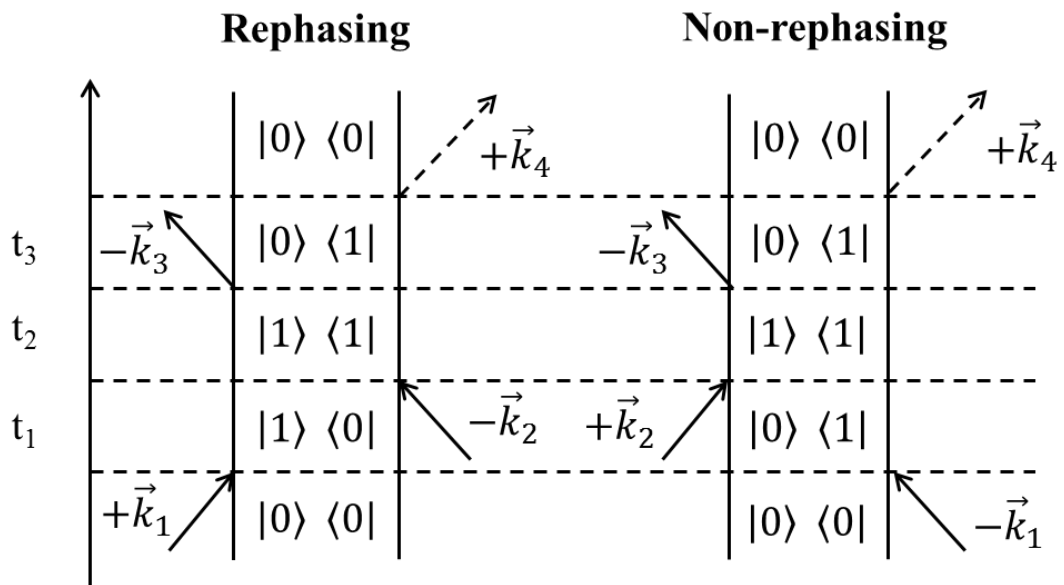 Rephasing Non-rephasing
|0⟩ ⟨0| +k⃗₄ |0⟩ ⟨0| +k⃗₄
t₃ −k⃗₃ |0⟩ ⟨1| −k⃗₃ |0⟩ ⟨1|
t₂ |1⟩ ⟨1| |1⟩ ⟨1|
t₁ |1⟩ ⟨0| −k⃗₂ +k⃗₂ |0⟩ ⟨1|
+k⃗₁ |0⟩ ⟨0| |0⟩ ⟨0| −k⃗₁